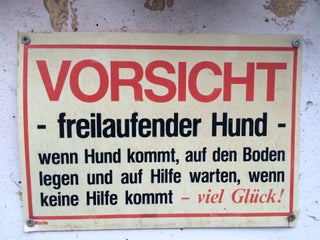 VORSICHT
- freilaufender Hund -
wenn Hund kommt, auf den Boden
legen und auf Hilfe warten, wenn
keine Hilfe kommt – viel Glück!